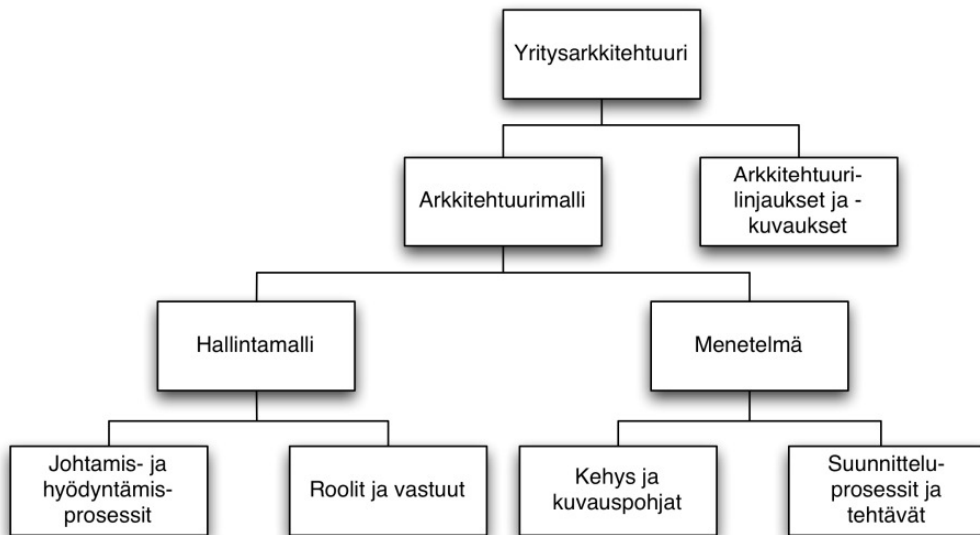 Yritysarkkitehtuuri
Arkkitehtuurimalli
Arkkitehtuuri-
linjaukset ja -
kuvaukset
Hallintamalli
Menetelmä
Johtamis- ja
hyödyntämis-
prosessit
Roolit ja vastuut
Kehys ja
kuvauspohjat
Suunnittelu-
prosessit ja
tehtävät